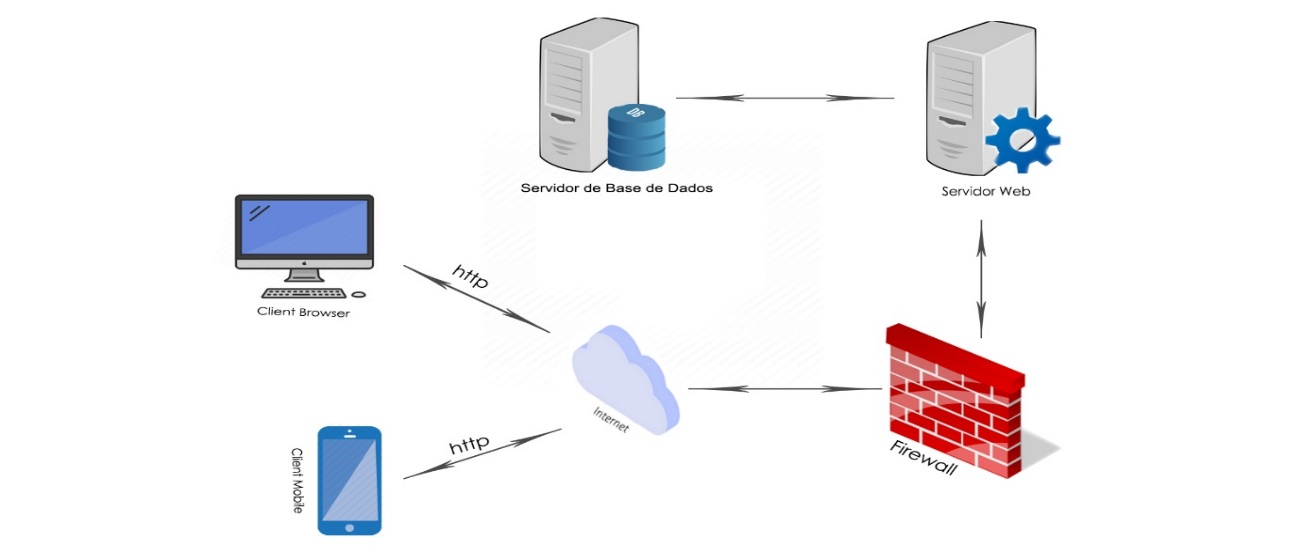 DB
Servidor de Base de Dados
Servidor Web
Client Browser
http
Internet
Firewall
http
Client Mobile